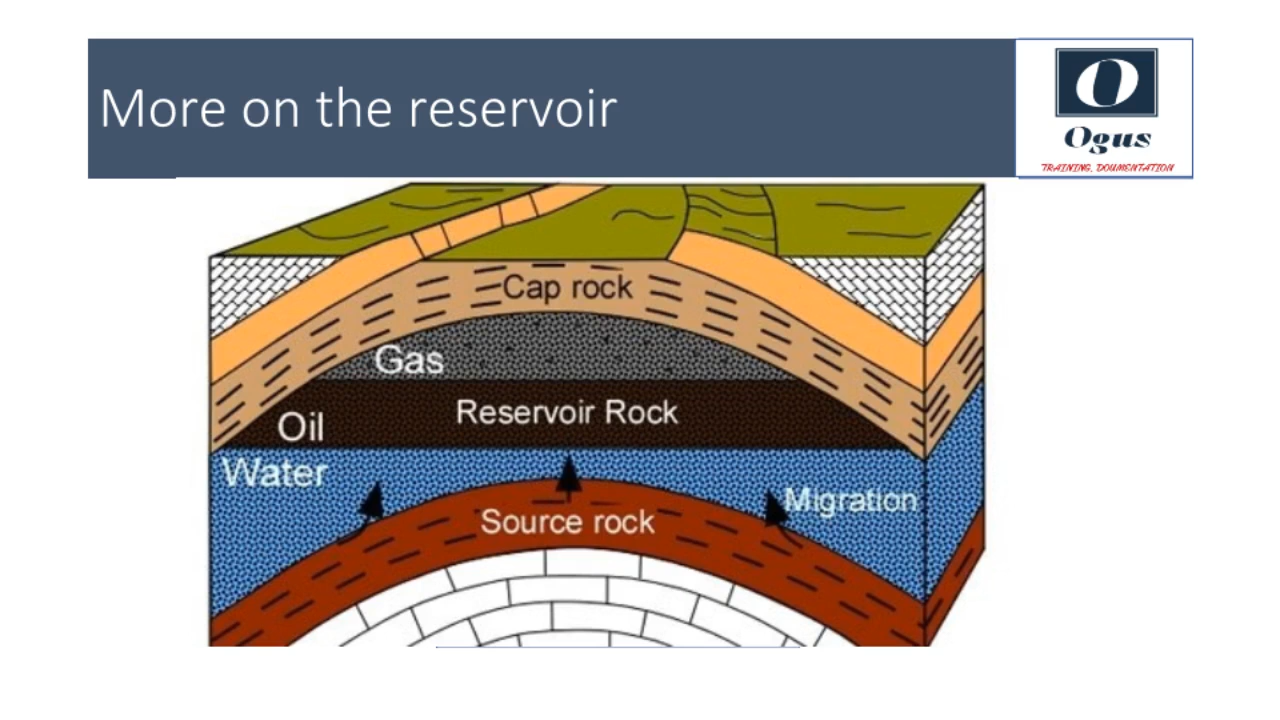 More on the reservoir
O
Ogus
TRAINING, DOUMENTATION
Cap rock
Gas
Reservoir Rock
Oil
Water
Migration
Source rock